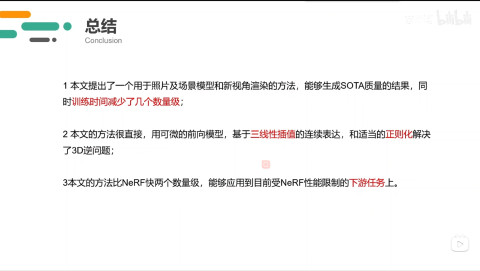 总结
Conclusion
bilibili
1 本文提出了一个用于照片及场景模型和新视角渲染的方法，能够生成SOTA质量的结果，同
时训练时间减少了几个数量级；
2 本文的方法很直接，用可微的前向模型，基于三线性插值的连续表达，和适当的正则化解决
了3D逆问题；
3本文的方法比NeRF快两个数量级，能够应用到目前受NeRF性能限制的下游任务上。